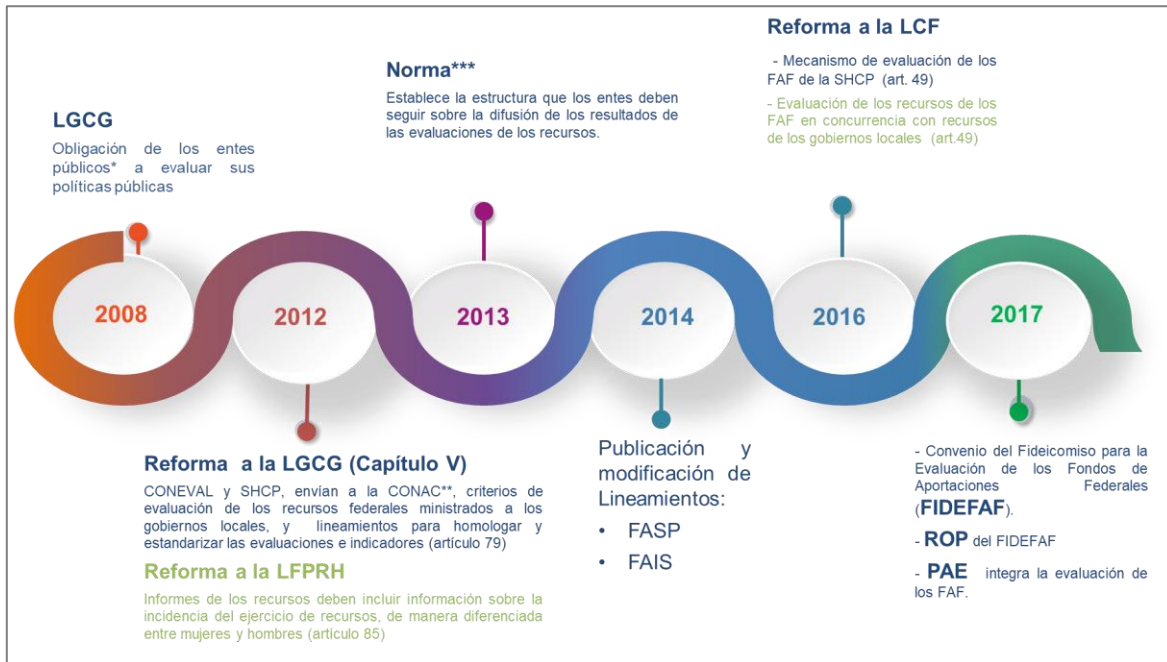 LGCG
Obligación de los entes
públicos* a evaluar sus
políticas públicas
2008
Reforma a la LGCG (Capítulo V)
CONEVAL y SHCP, envían a la CONAC**, criterios de
evaluación de los recursos federales ministrados a los
gobiernos locales, y lineamientos para homologar y
estandarizar las evaluaciones e indicadores (artículo 79)
Reforma a la LFPRH
Informes de los recursos deben incluir información sobre la
incidencia del ejercicio de recursos, de manera diferenciada
entre mujeres y hombres (artículo 85)
2012
Norma***
Establece la estructura que los entes deben
seguir sobre la difusión de los resultados de
las evaluaciones de los recursos.
2013
2014
Publicación y
modificación de
Lineamientos:
• FASP
• FAIS
Reforma a la LCF
- Mecanismo de evaluación de los
FAF de la SHCP (art. 49)
- Evaluación de los recursos de los
FAF en concurrencia con recursos
de los gobiernos locales (art.49)
2016
2017
- Convenio del Fideicomiso para la
Evaluación de los Fondos de
Aportaciones Federales
(FIDEFAF).
- ROP del FIDEFAF
- PAE integra la evaluación de
los FAF.